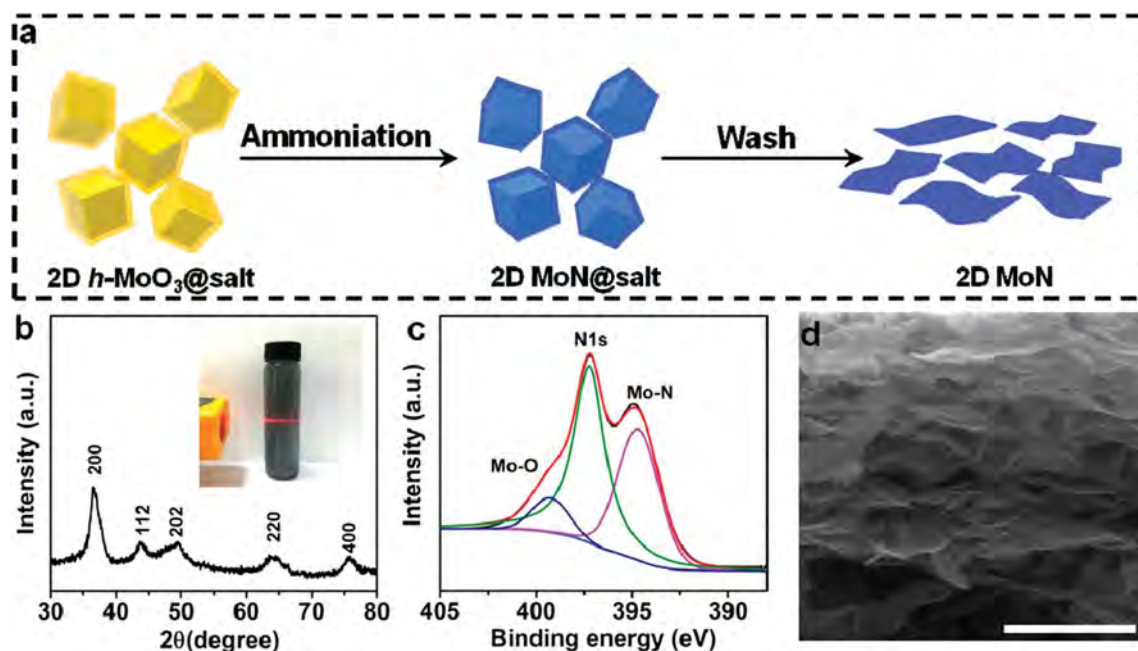 a
Ammoniation
Wash
2D h-MoO₃@salt
2D MoN@salt
2D MoN
b
Intensity (a.u.)
200
112
202
220
400
30 40 50 60 70 80
2θ(degree)
c
Intensity (a.u.)
N1s
Mo-N
Mo-O
405 400 395 390
Binding energy (eV)
d